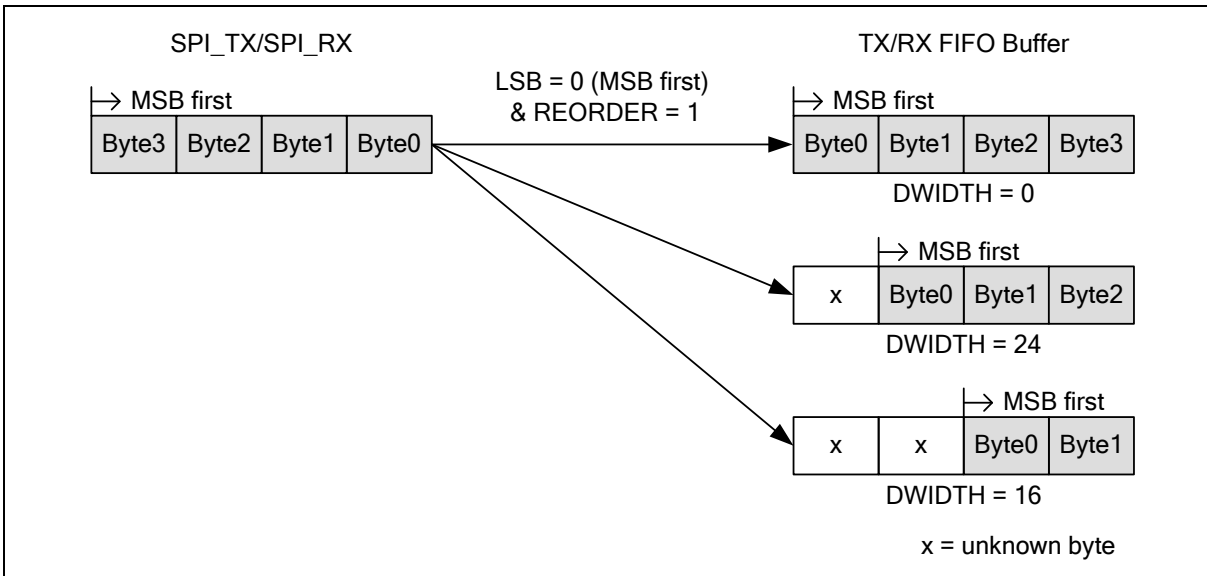 SPI_TX/SPI_RX
TX/RX FIFO Buffer
LSB = 0 (MSB first)
& REORDER = 1
MSB first
MSB first
Byte3 Byte2 Byte1 Byte0
Byte0 Byte1 Byte2 Byte3
DWIDTH = 0
MSB first
x Byte0 Byte1 Byte2
DWIDTH = 24
MSB first
x x Byte0 Byte1
DWIDTH = 16
x = unknown byte